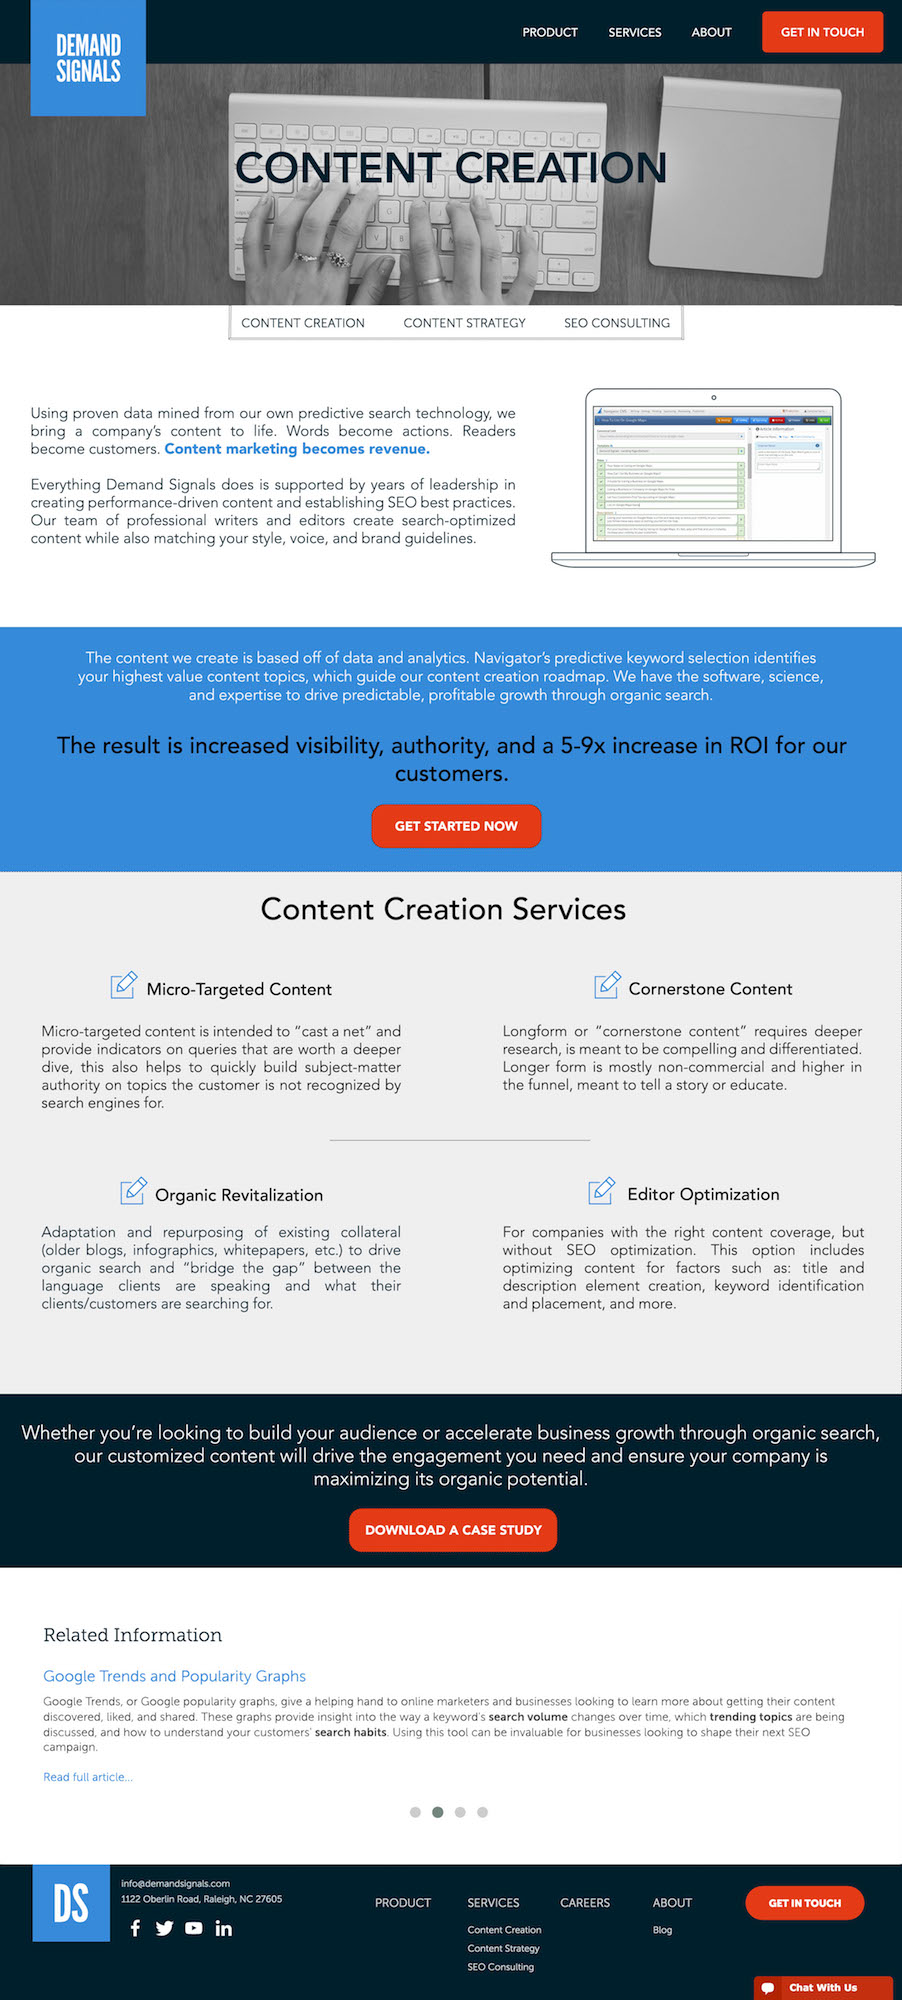 DEMAND
SIGNALS
PRODUCT
SERVICES
ABOUT
GET IN TOUCH
CONTENT CREATION
CONTENT CREATION
CONTENT STRATEGY
SEO CONSULTING
Using proven data mined from our own predictive search technology, we
bring a company's content to life. Words become actions. Readers
become customers. Content marketing becomes revenue.
Everything Demand Signals does is supported by years of leadership in
creating performance-driven content and establishing SEO best practices.
Our team of professional writers and editors create search-optimized
content while also matching your style, voice, and brand guidelines.
The content we create is based off of data and analytics. Navigator's predictive keyword selection identifies
your highest value content topics, which guide our content creation roadmap. We have the software, science,
and expertise to drive predictable, profitable growth through organic search.
The result is increased visibility, authority, and a 5-9x increase in ROI for our
customers.
GET STARTED NOW
Content Creation Services
Micro-Targeted Content
Micro-targeted content is intended to “cast a net” and
provide indicators on queries that are worth a deeper
dive, this also helps to quickly build subject-matter
authority on topics the customer is not recognized by
search engines for.
Cornerstone Content
Longform or “cornerstone content” requires deeper
research, is meant to be compelling and differentiated.
Longer form is mostly non-commercial and higher in
the funnel, meant to tell a story or educate.
Organic Revitalization
Adaptation and repurposing of existing collateral
(older blogs, infographics, whitepapers, etc.) to drive
organic search and “bridge the gap” between the
language clients are speaking and what their
clients/customers are searching for.
Editor Optimization
For companies with the right content coverage, but
without SEO optimization. This option includes
optimizing content for factors such as: title and
description element creation, keyword identification
and placement, and more.
Whether you're looking to build your audience or accelerate business growth through organic search,
our customized content will drive the engagement you need and ensure your company is
maximizing its organic potential.
DOWNLOAD A CASE STUDY
Related Information
Google Trends and Popularity Graphs
Google Trends, or Google popularity graphs, give a helping hand to online marketers and businesses looking to learn more about getting their content
discovered, liked, and shared. These graphs provide insight into the way a keyword's search volume changes over time, which trending topics are being
discussed, and how to understand your customers' search habits. Using this tool can be invaluable for businesses looking to shape their next SEO
campaign.
Read full article...
DS
info@demandsignals.com
1122 Oberlin Road, Raleigh, NC 27605
PRODUCT
SERVICES
Content Creation
Content Strategy
SEO Consulting
CAREERS
ABOUT
Blog
GET IN TOUCH
Chat With Us